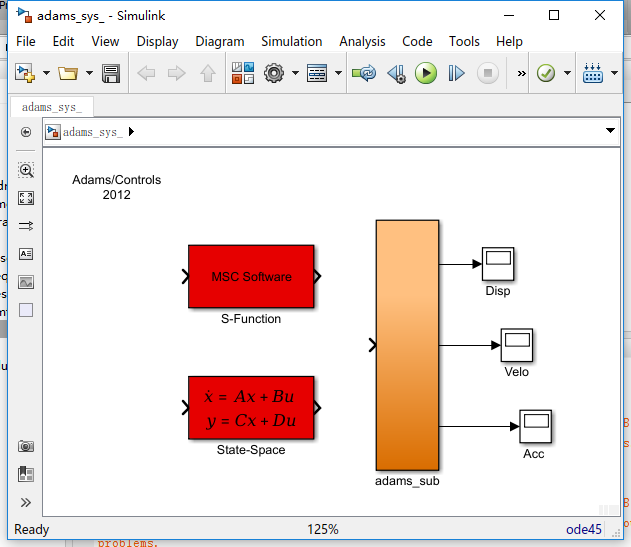 adams_sys_ - Simulink
File Edit View Display Diagram Simulation Analysis Code Tools Help
»
adams_sys_
adams_sys_
Adams/Controls
2012
MSC Software
S-Function
ẋ = Ax + Bu
y = Cx + Du
State-Space
adams_sub
Disp
Velo
Acc
Ready 125% ode45
problems.